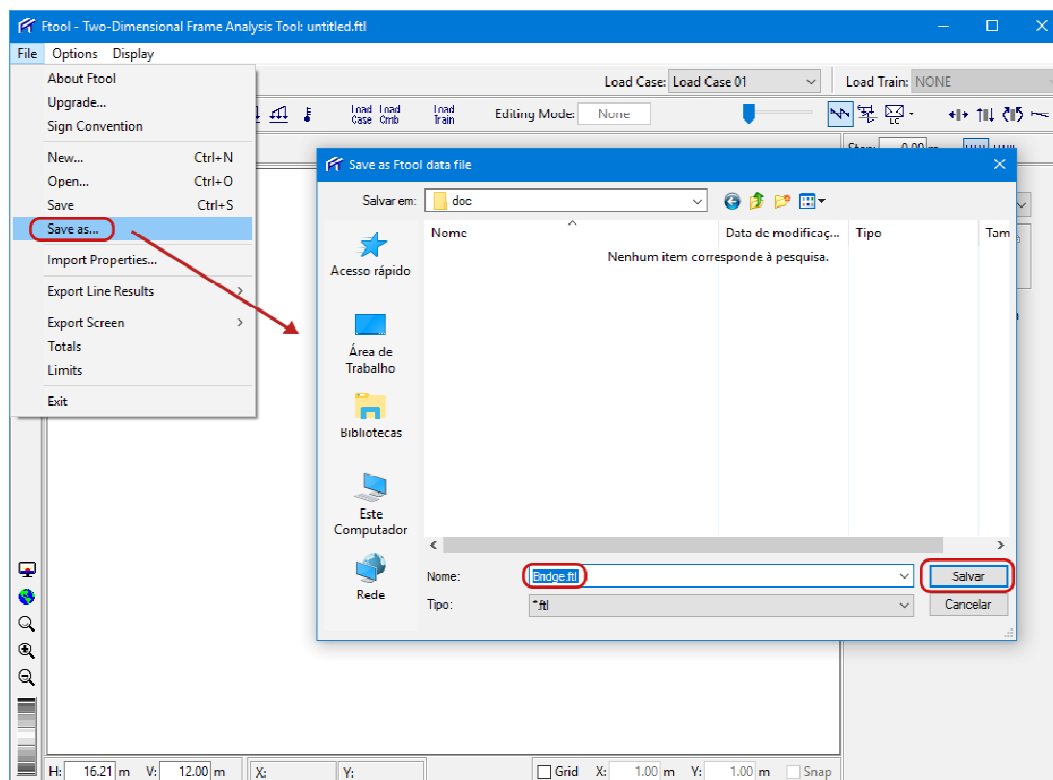 Ftool - Two-Dimensional Frame Analysis Tool: untitled.ftl
File Options Display
About Ftool
Upgrade...
Sign Convention
New... Ctrl+N
Open... Ctrl+O
Save Ctrl+S
Save as...
Import Properties...
Export Line Results
Export Screen
Totals
Limits
Exit
Load Case: Load Case 01 Load Train: NONE
Load Case Load Cmb Load Train Editing Mode: None LC
Step: 0.00 m
Save as Ftool data file
Salvar em: doc
Nome Data de modificaç... Tipo Tam
Nenhum item corresponde à pesquisa.
Acesso rápido
Área de
Trabalho
Bibliotecas
Este
Computador
Rede
Nome: Bridge.ftl Salvar
Tipo: *ftl Cancelar
H: 16.21 m V: 12.00 m X: Y: Grid X: 1.00 m Y: 1.00 m Snap